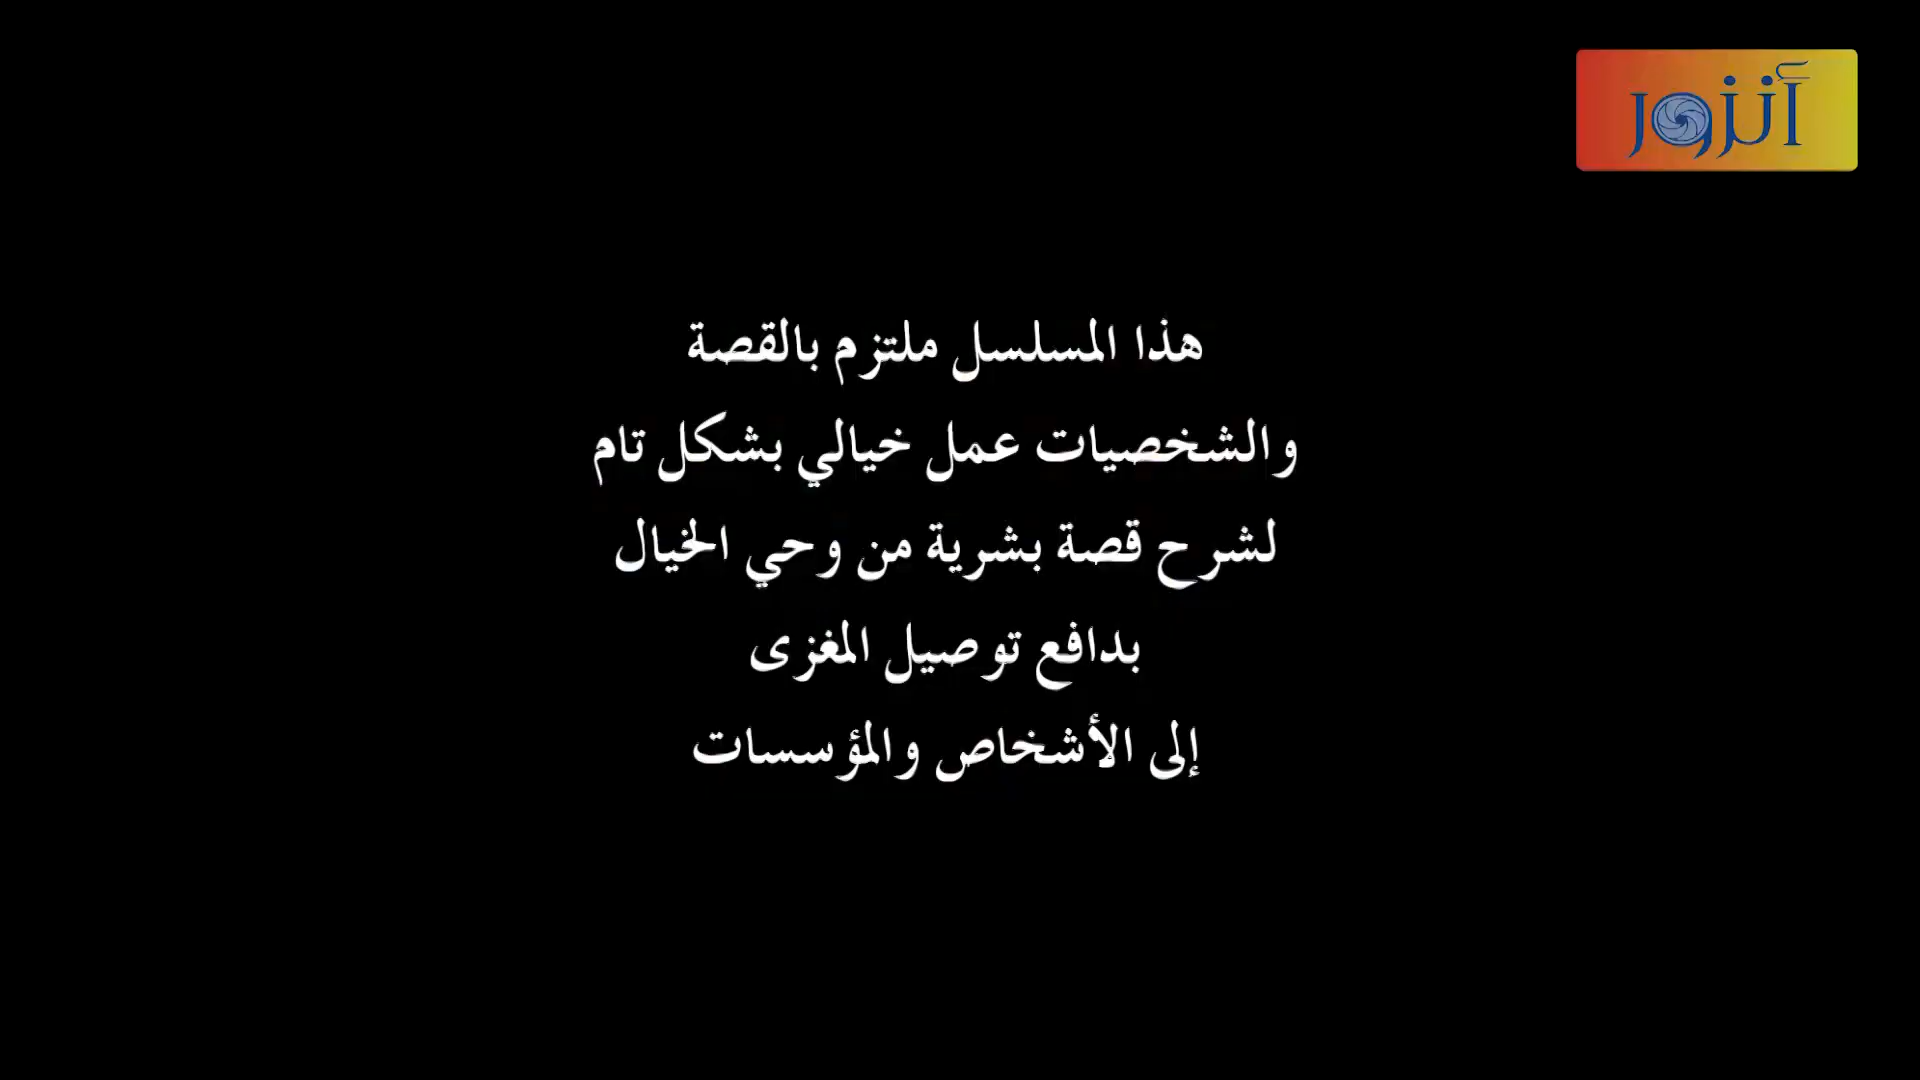 أنزور
هذا المسلسل ملتزم بالقصة
والشخصيات عمل خيالي بشكل تام
لشرح قصة بشرية من وحي الخيال
بدافع توصيل المغزى
إلى الأشخاص والمؤسسات